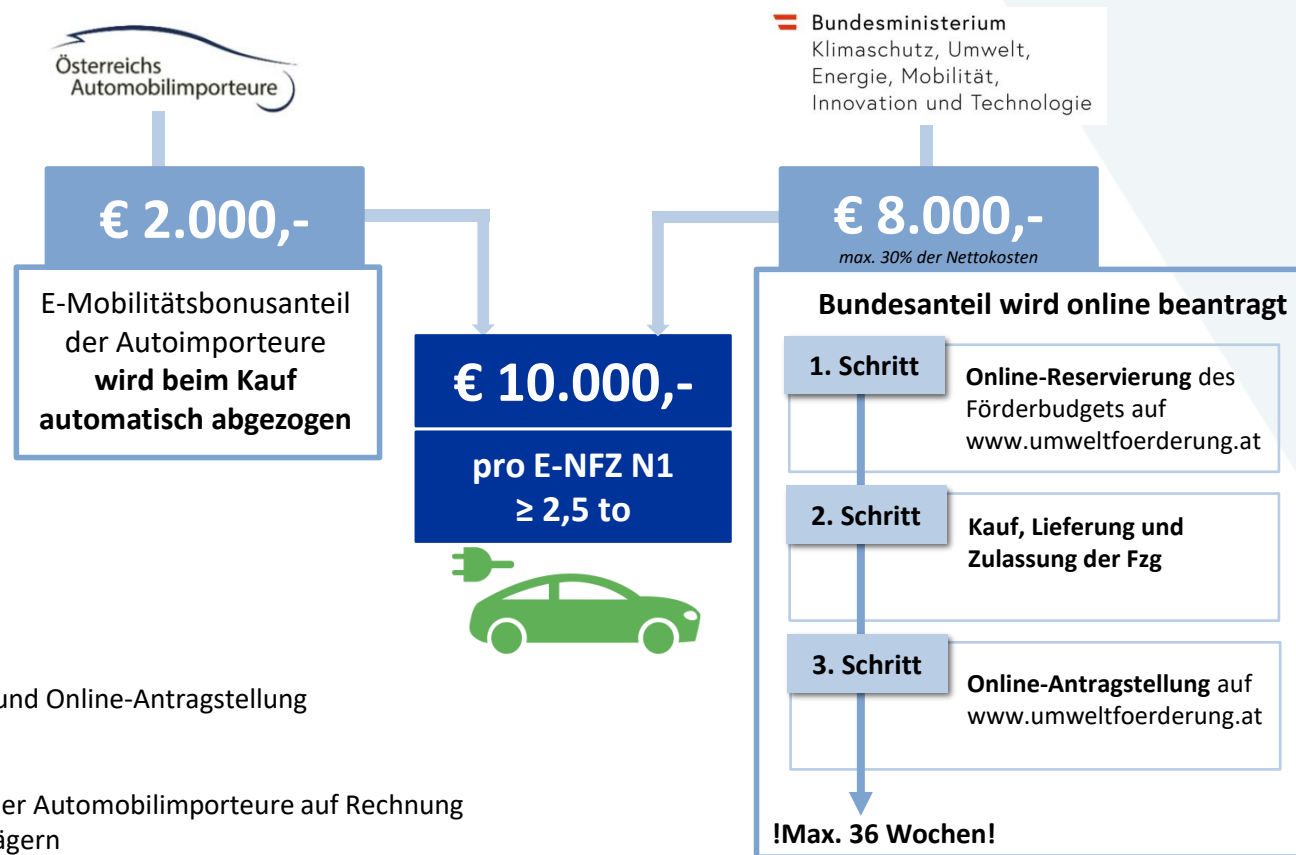 Österreichs
Automobilimporteure
Bundesministerium
Klimaschutz, Umwelt,
Energie, Mobilität,
Innovation und Technologie
€ 2.000,-
E-Mobilitätsbonusanteil
der Autoimporteure
wird beim Kauf
automatisch abgezogen
€ 8.000,-
max. 30% der Nettokosten
€ 10.000,-
pro E-NFZ N1
≥ 2,5 to
Bundesanteil wird online beantragt
1. Schritt
Online-Reservierung des
Förderbudgets auf
www.umweltfoerderung.at
2. Schritt
Kauf, Lieferung und
Zulassung der Fzg
3. Schritt
Online-Antragstellung auf
www.umweltfoerderung.at
!Max. 36 Wochen!
und Online-Antragstellung
er Automobilimporteure auf Rechnung
ägern